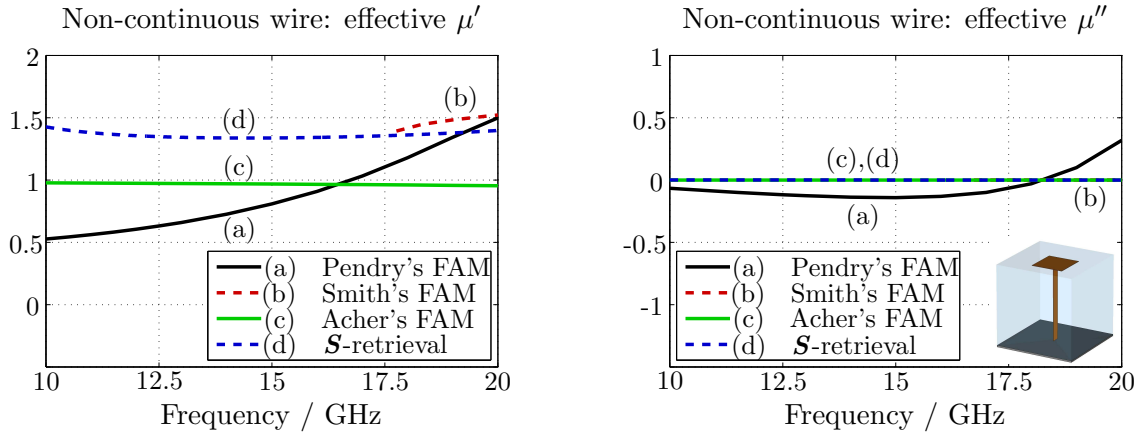 Non-continuous wire: effective μ′
2
1.5
1
0.5
0
(a)
(b)
(c)
(d)
(a) Pendry's FAM
(b) Smith's FAM
(c) Acher's FAM
(d) S-retrieval
10 12.5 15 17.5 20
Frequency / GHz
Non-continuous wire: effective μ″
1
0.5
0
-0.5
-1
(c),(d)
(a)
(b)
(a) Pendry's FAM
(b) Smith's FAM
(c) Acher's FAM
(d) S-retrieval
10 12.5 15 17.5 20
Frequency / GHz